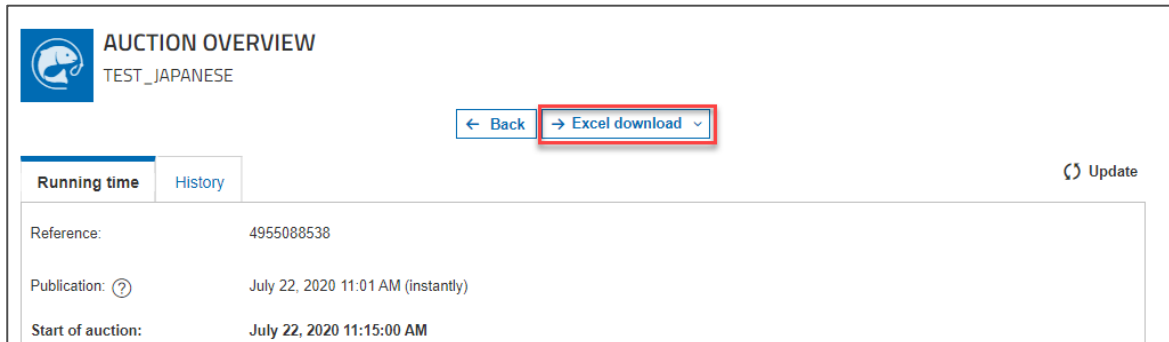 AUCTION OVERVIEW
TEST_JAPANESE
← Back → Excel download
Running time History Update
Reference: 4955088538
Publication: ? July 22, 2020 11:01 AM (instantly)
Start of auction: July 22, 2020 11:15:00 AM